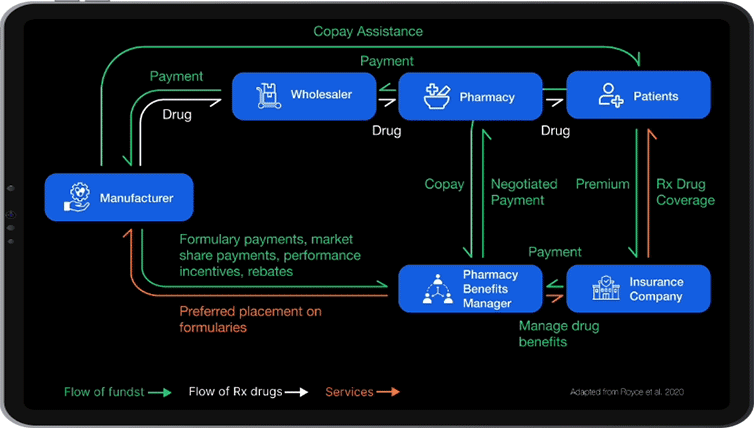 Copay Assistance
Payment
Payment
Wholesaler
Pharmacy
Patients
Drug
Drug
Drug
Manufacturer
Copay
Negotiated
Payment
Premium
Rx Drug
Coverage
Formulary payments, market
share payments, performance
incentives, rebates
Payment
Pharmacy
Benefits
Manager
Insurance
Company
Preferred placement on
formularies
Manage drug
benefits
Flow of fundst
Flow of Rx drugs
Services
Adapted from Royce et al. 2020